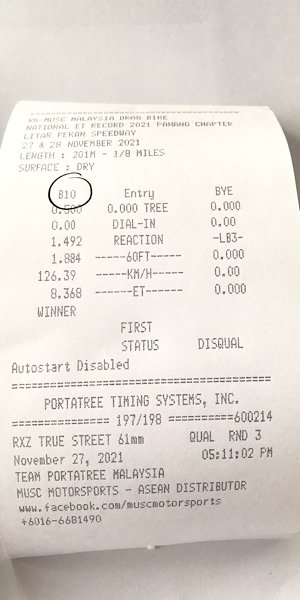 R6-MUSC MALAYSIA DRAG BIKE
NATIONAL ET RECORD 2021 PAHANG CHAPTER
LITAR PEKAN SPEEDWAY
27 & 28 NOVEMBER 2021
LENGTH : 201M - 1/8 MILES
SURFACE : DRY
B10 Entry BYE
0.500 0.000 TREE 0.000
0.00 DIAL-IN 0.00
1.492 REACTION -LB3-
1.884 -----60FT----- 0.000
126.39 -----KM/H----- 0.00
8.368 ------ET------ 0.000
WINNER
FIRST
STATUS DISQUAL
Autostart Disabled
========================================
PORTATREE TIMING SYSTEMS, INC.
=============== 197/198 ==========600214
RXZ TRUE STREET 61mm QUAL RND 3
November 27, 2021 05:11:02 PM
TEAM PORTATREE MALAYSIA
MUSC MOTORSPORTS - ASEAN DISTRIBUTOR
www.facebook.com/muscmotorsports
+6016-6681490